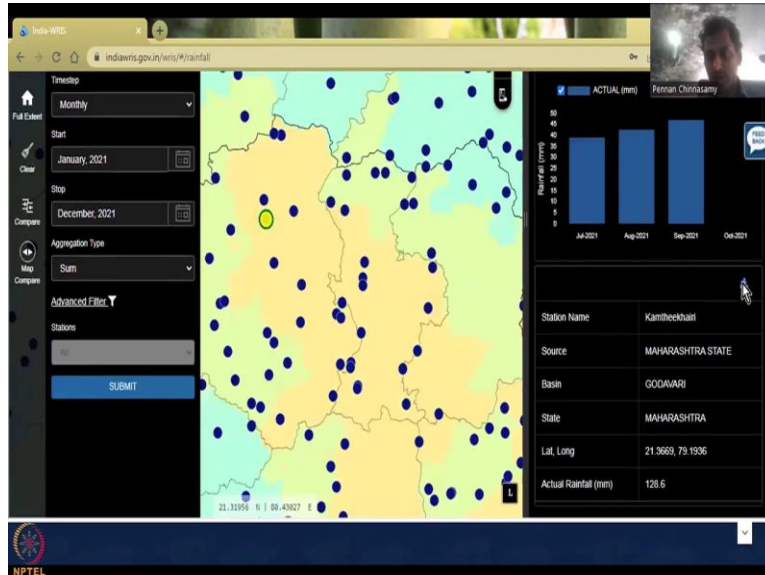 India-WRIS
indiawris.gov.in/wris/#/rainfall
Pennan Chinnasamy
Full Extent
Clear
Compare
Map Compare
Timestep
Monthly
Start
January, 2021
Stop
December, 2021
Aggregation Type
Sum
Advanced Filter
Stations
All
SUBMIT
21.31956 N | 80.43027 E
L
ACTUAL (mm)
FEED BACK
Rainfall (mm)
50
45
40
35
30
25
20
15
10
5
0
Jul-2021 Aug-2021 Sep-2021 Oct-2021
Station Name Kamtheekhairi
Source MAHARASHTRA STATE
Basin GODAVARI
State MAHARASHTRA
Lat, Long 21.3669, 79.1936
Actual Rainfall (mm) 128.6
NPTEL